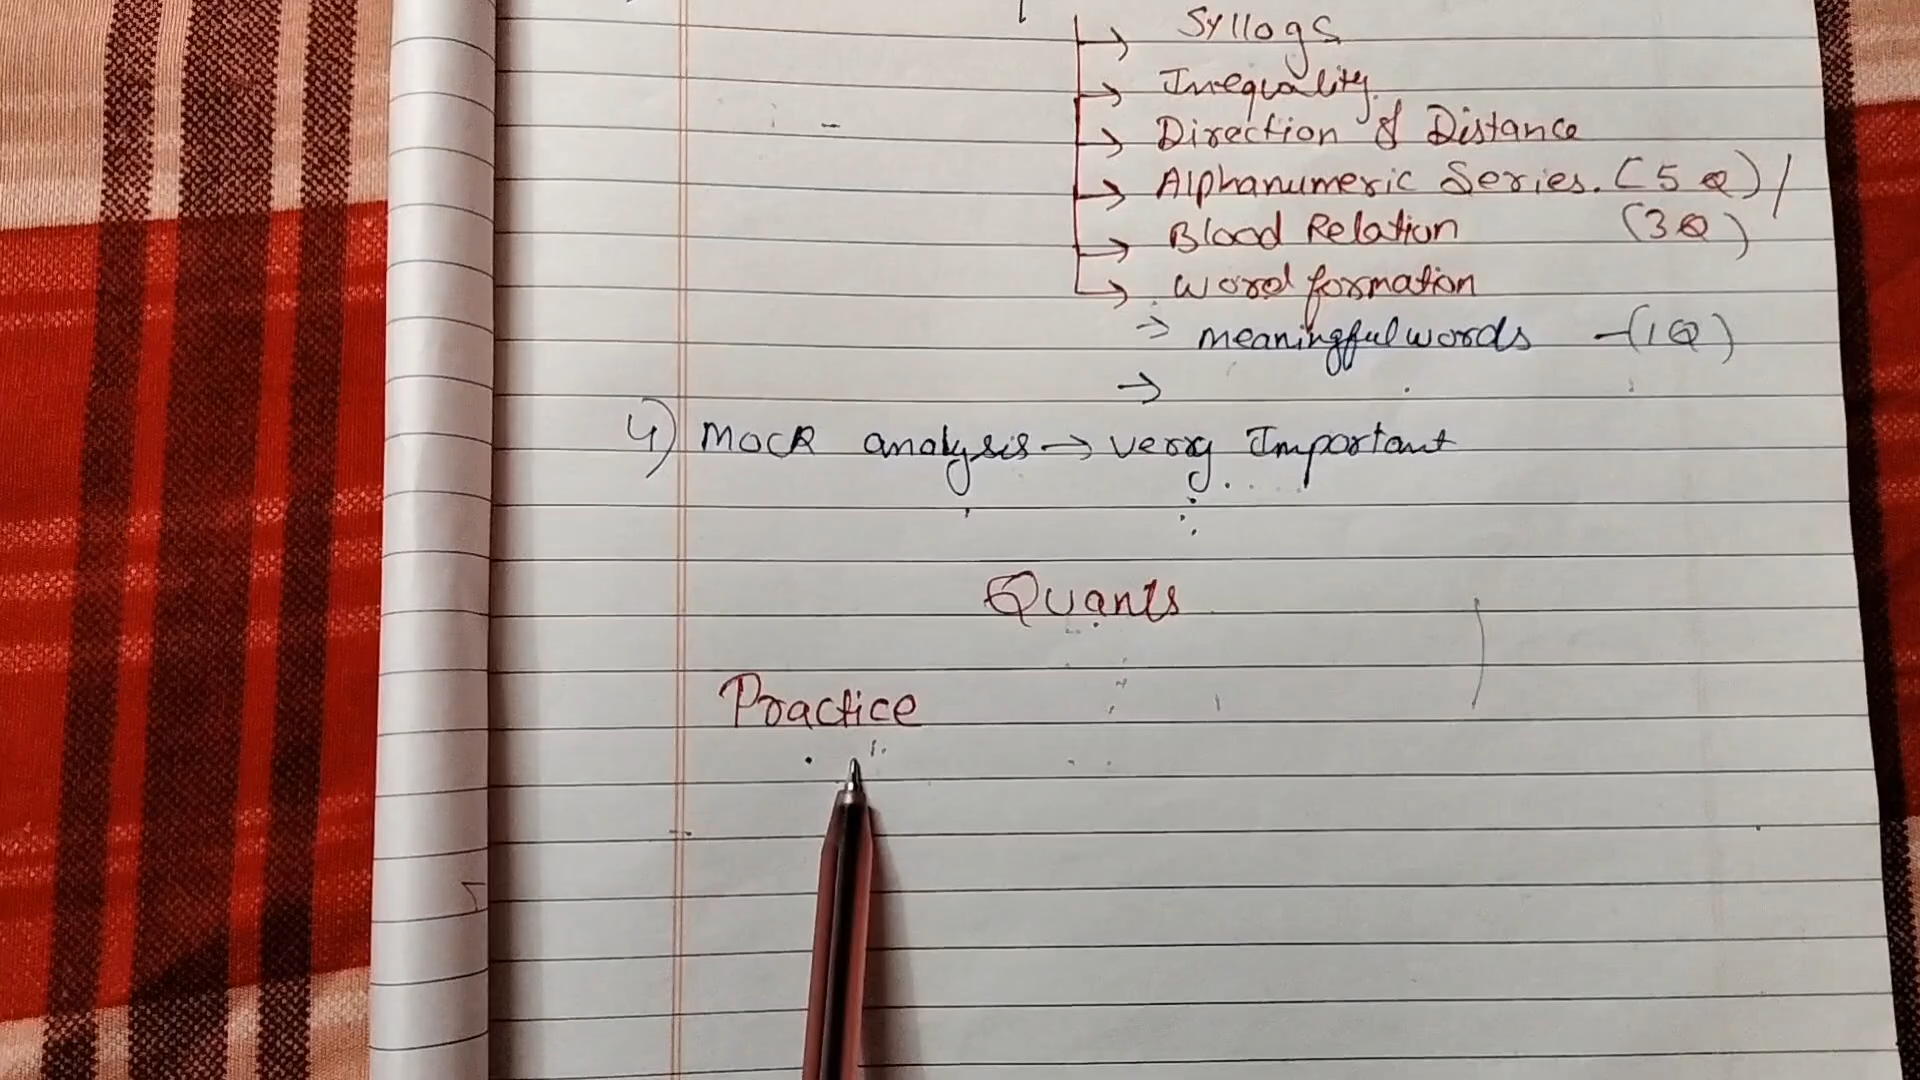 → Syllogs
→ Inequality.
→ Direction & Distance
→ Alphanumeric Series. (5 Q) /
→ Blood Relation (3Q)
→ word formation
→ meaningful words - (1Q)
→
4) Mock analysis → very Important
Quants
Practice